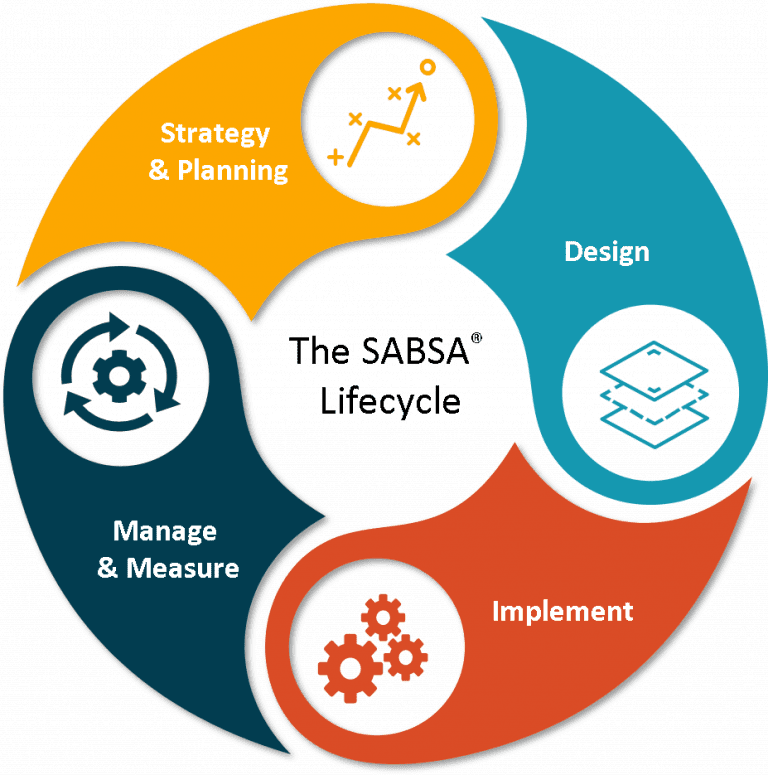 Strategy
& Planning
Design
The SABSA®
Lifecycle
Manage
& Measure
Implement